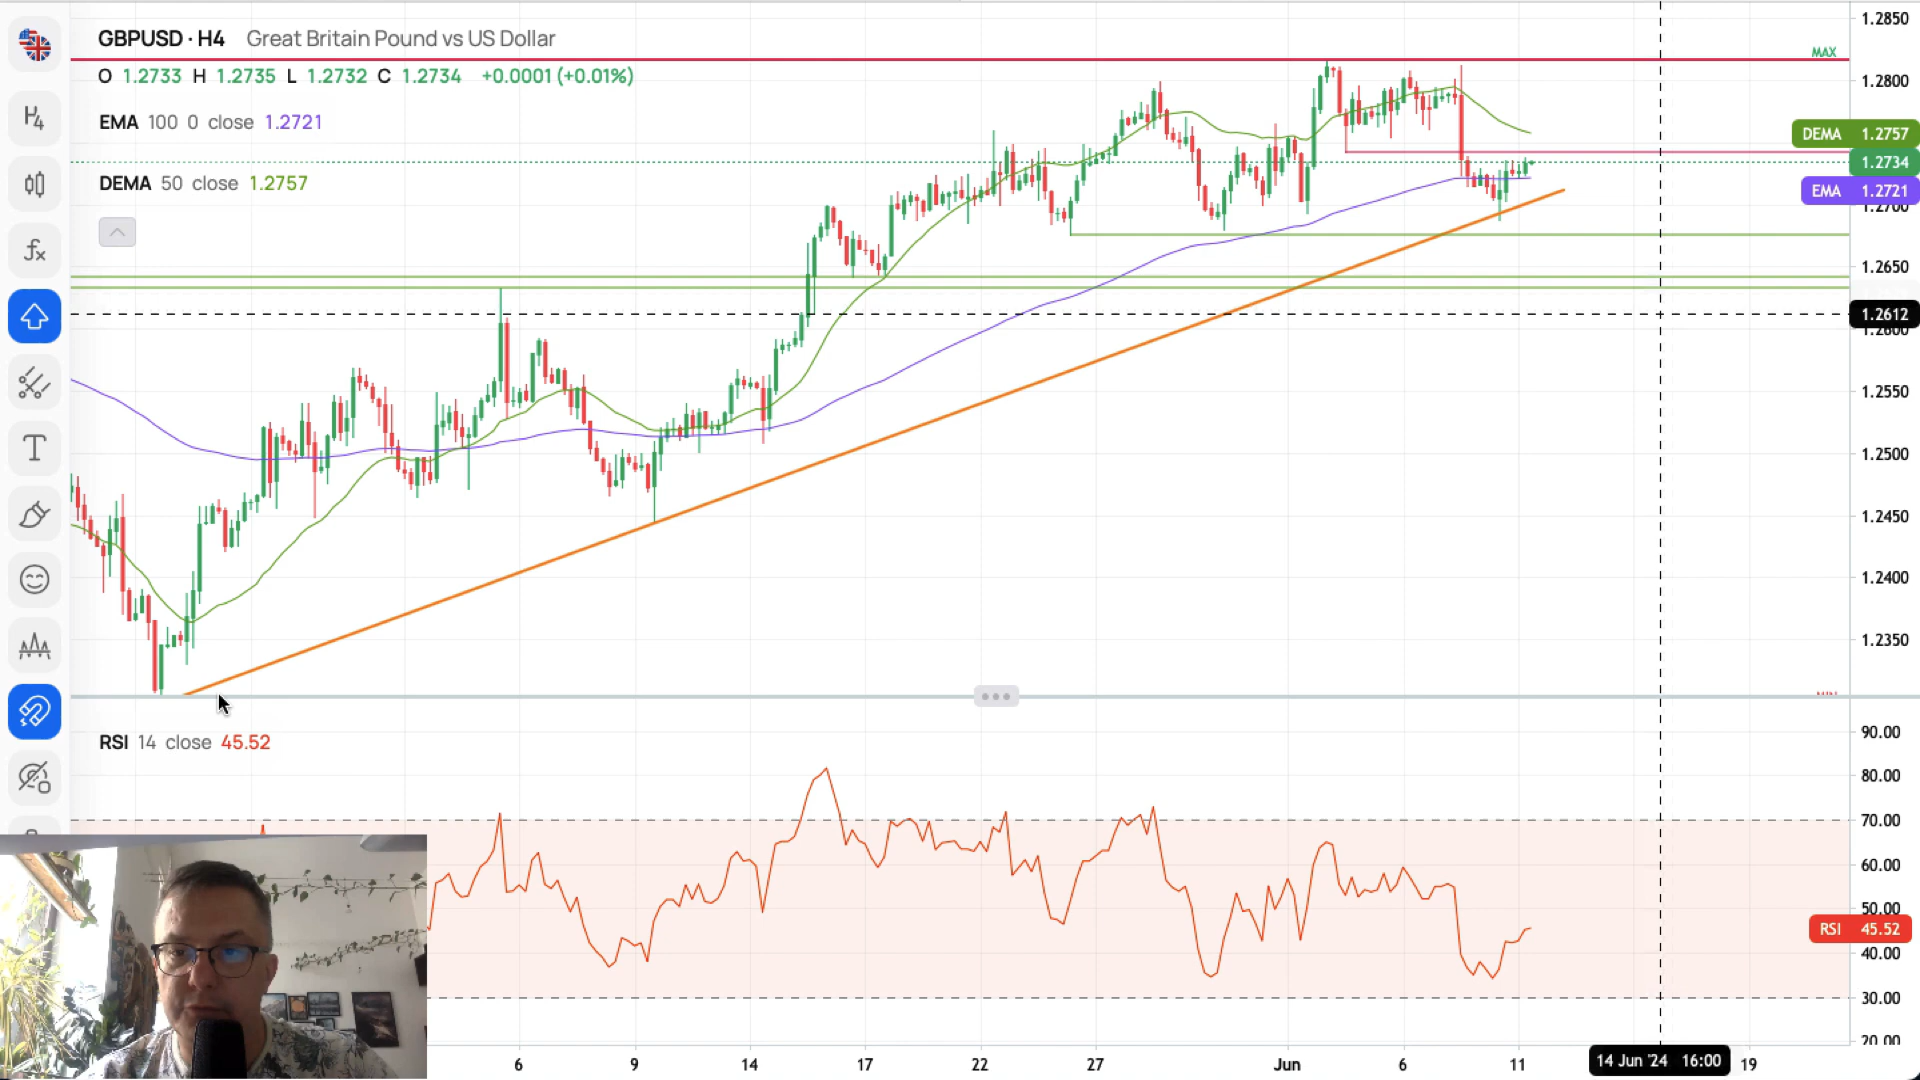 GBPUSD · H4 Great Britain Pound vs US Dollar
1.2850
MAX
O 1.2733 H 1.2735 L 1.2732 C 1.2734 +0.0001 (+0.01%)
1.2800
H4
EMA 100 0 close 1.2721
DEMA 1.2757
1.2734
DEMA 50 close 1.2757
EMA 1.2721
fx
1.2650
1.2612
1.2550
T
1.2500
1.2450
1.2400
1.2350
RSI 14 close 45.52
90.00
80.00
70.00
60.00
50.00
RSI 45.52
40.00
30.00
20.00
6 9 14 17 22 27 Jun 6 11 14 Jun '24 16:00 19